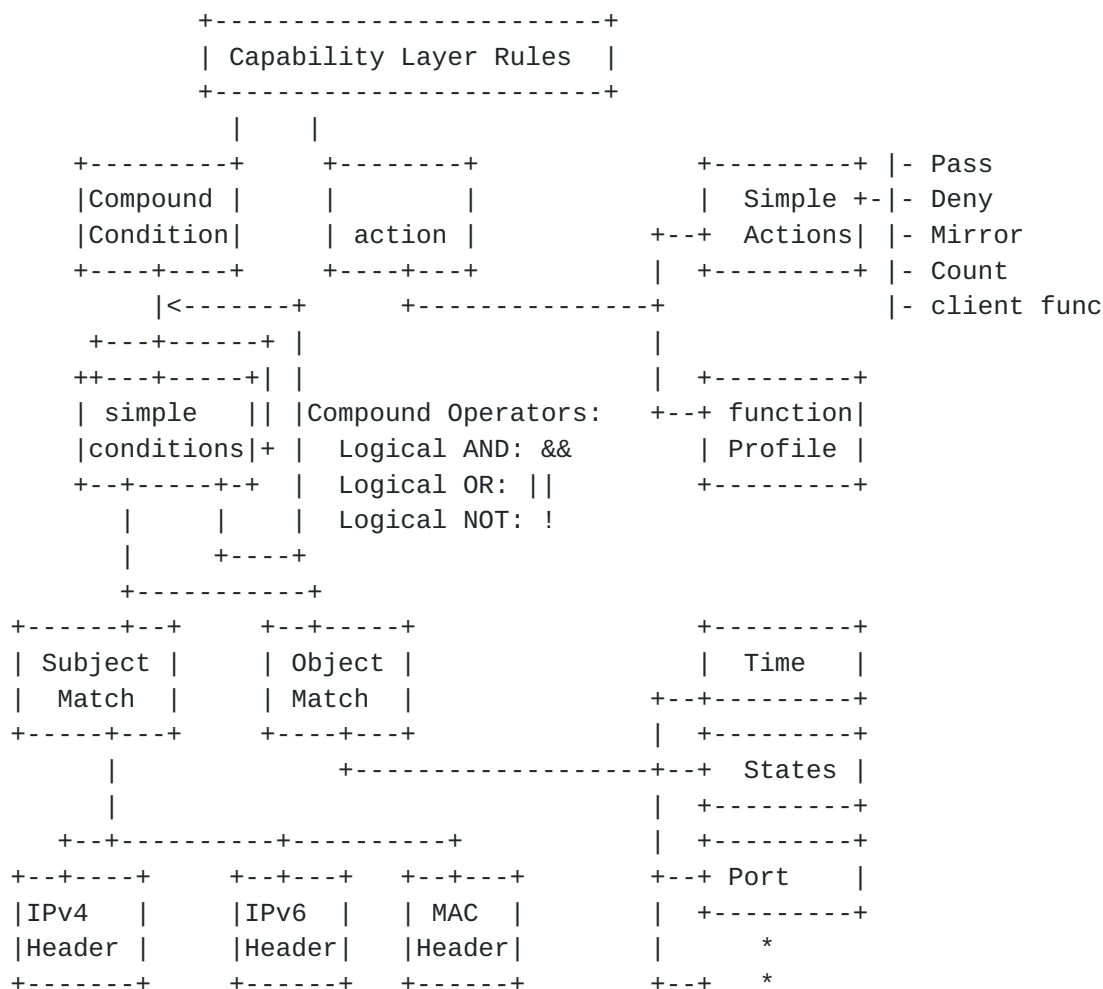 +--------------------------+
| Capability Layer Rules  |
+--------------------------+
|    |
+---------+     +--------+              +---------+ |- Pass
|Compound |     |        |              |  Simple +-|- Deny
|Condition|     | action |           +--+  Actions| |- Mirror
+----+----+     +----+---+           |  +---------+ |- Count
|<-------+      +---------------+              |- client func
+---+------+ |                      |
++---+-----+| |                      |  +---------+
| simple   || |Compound Operators:   +--+ function|
|conditions|+ |  Logical AND: &&        | Profile |
+--+-----+-+  |  Logical OR: ||         +---------+
|     |    |  Logical NOT: !
|     +----+
+-----------+
+------+--+     +--+-----+                  +---------+
| Subject |     | Object |                  |  Time   |
|  Match  |     | Match  |               +--+---------+
+-----+---+     +----+---+               |  +---------+
|              +-------------------+--+  States |
|                                  |  +---------+
+--+----------+----------+            |  +---------+
+--+----+     +--+---+   +--+---+        +--+ Port    |
|IPv4   |     |IPv6  |   | MAC  |        |  +---------+
|Header |     |Header|   |Header|        |      *
+-------+     +------+   +------+        +--+   *